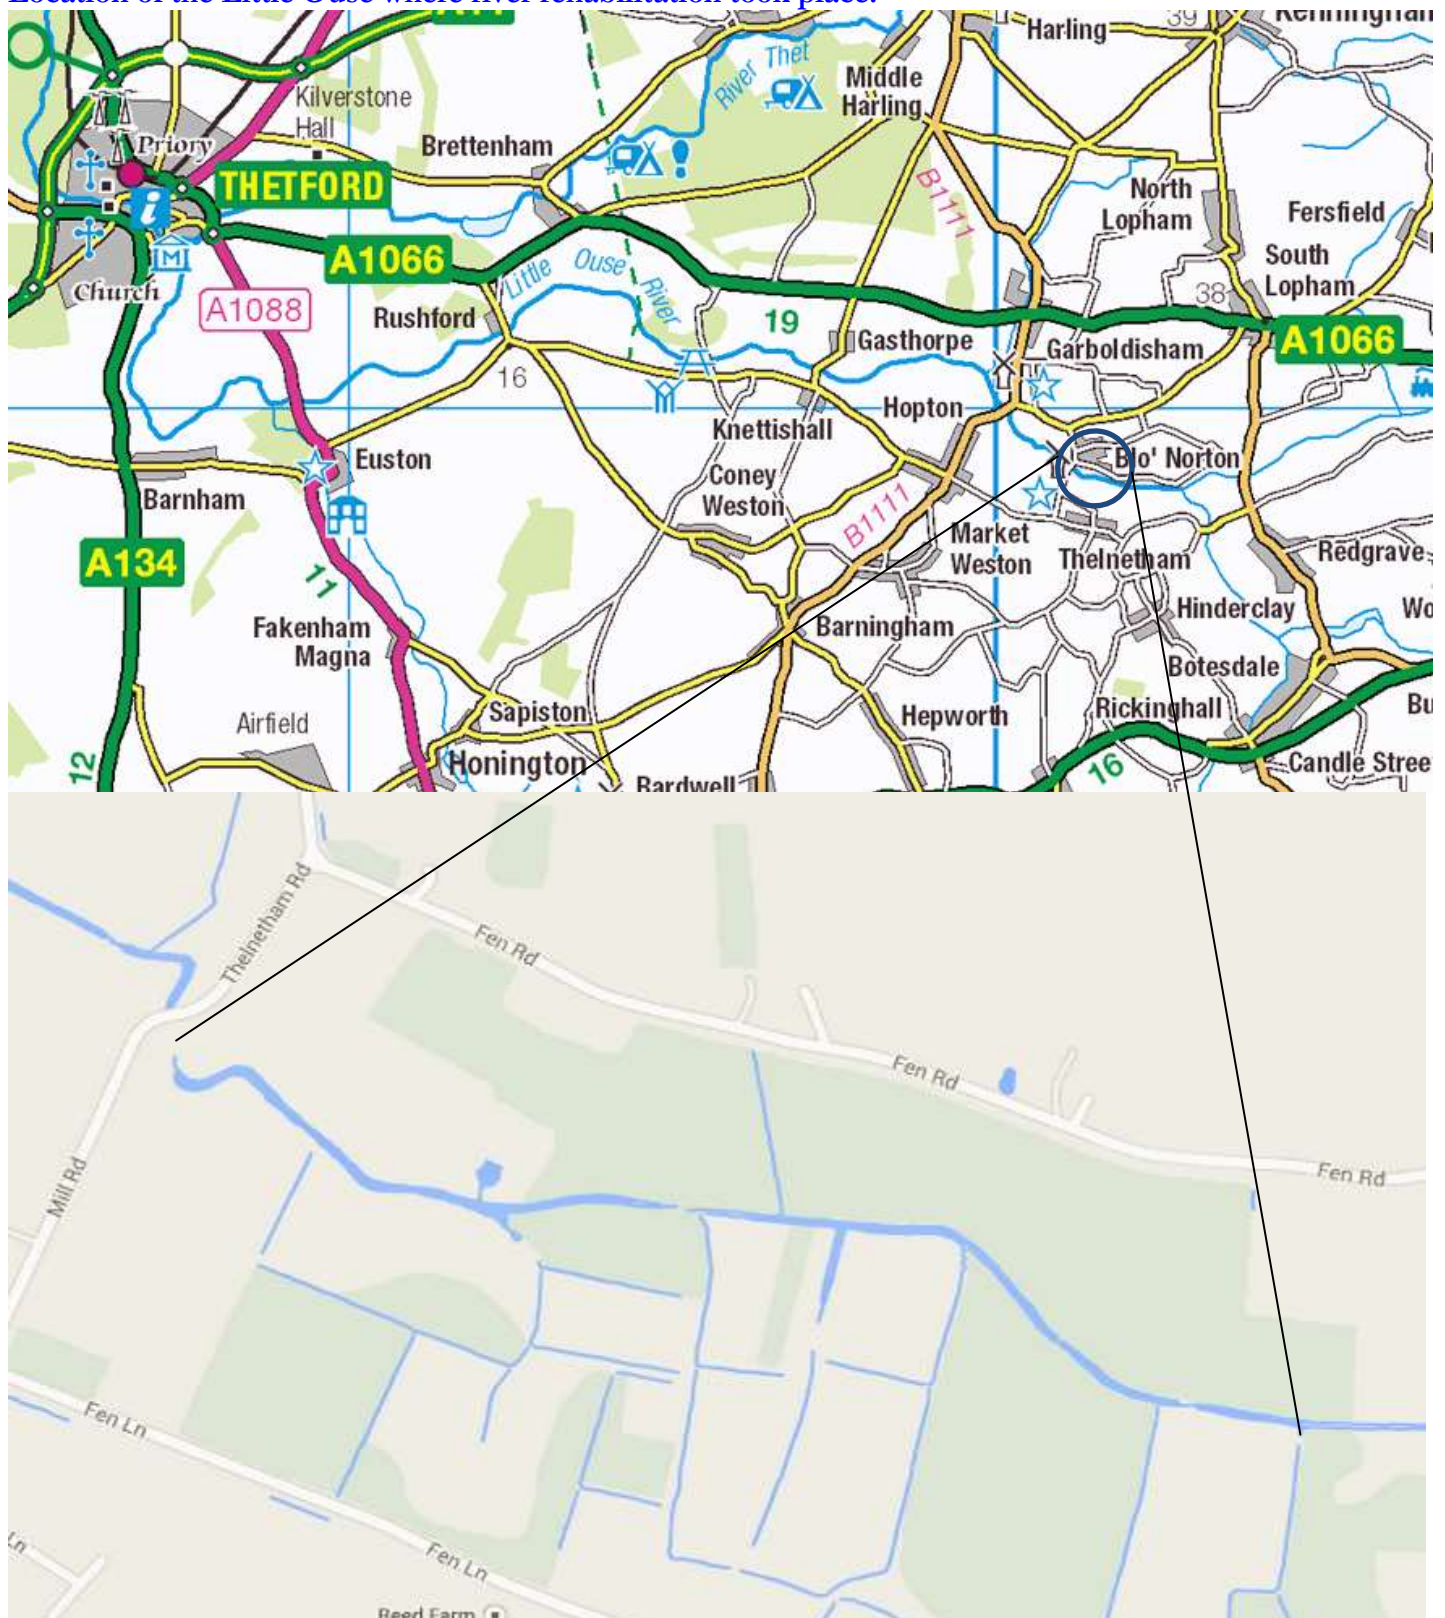 Location of the Little Ouse where river rehabilitation took place.
Harling
39
Kenninghall
River Thet
Middle
Harling
Kilverstone
Hall
Brettenham
Priory
THETFORD
B1111
North
Lopham
Fersfield
A1066
Little Ouse
River
South
Lopham
38
Church
A1088
Rushford
19
Gasthorpe
Garboldisham
A1066
16
Hopton
Knettishall
Euston
Coney
Weston
Blo' Norton
Barnham
B1111
Market
Weston
Thelnetham
Redgrave
A134
11
Hinderclay
Wo
Fakenham
Magna
Barningham
Botesdale
Airfield
Sapiston
Hepworth
Rickinghall
Bu
12
Honington
Bardwell
16
Candle Stree
Thelnetham Rd
Fen Rd
Fen Rd
Mill Rd
Fen Rd
Fen Ln
Fen Ln
Ln
Reed Farm